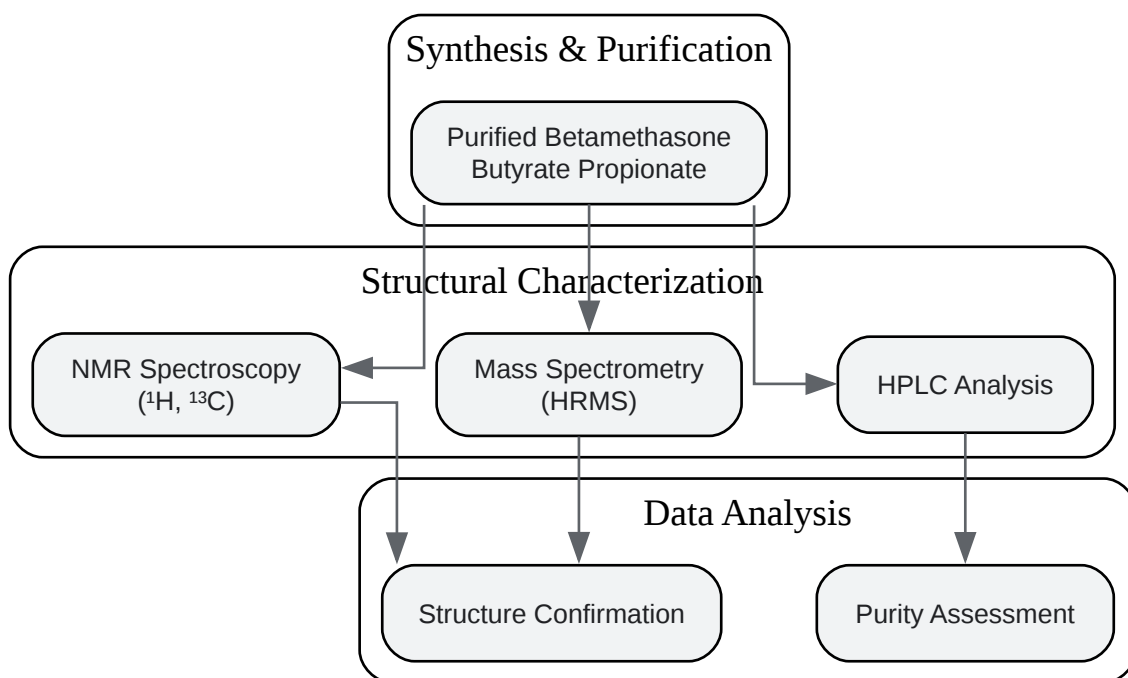 Synthesis & Purification
Purified Betamethasone
Butyrate Propionate
Structural Characterization
NMR Spectroscopy
(¹H, ¹³C)
Mass Spectrometry
(HRMS)
HPLC Analysis
Data Analysis
Structure Confirmation
Purity Assessment